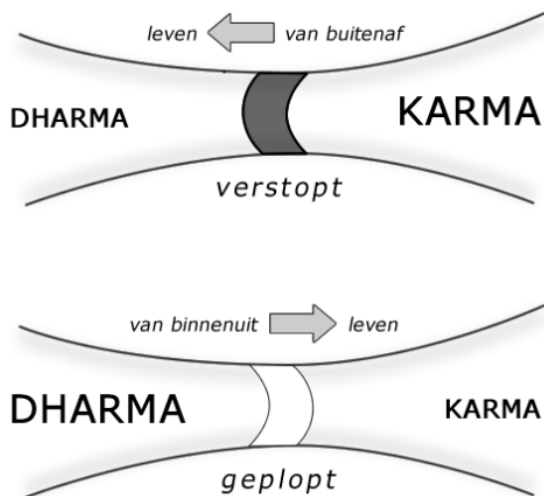 leven van buitenaf
DHARMA KARMA
verstopt
van binnenuit leven
DHARMA KARMA
geplopt